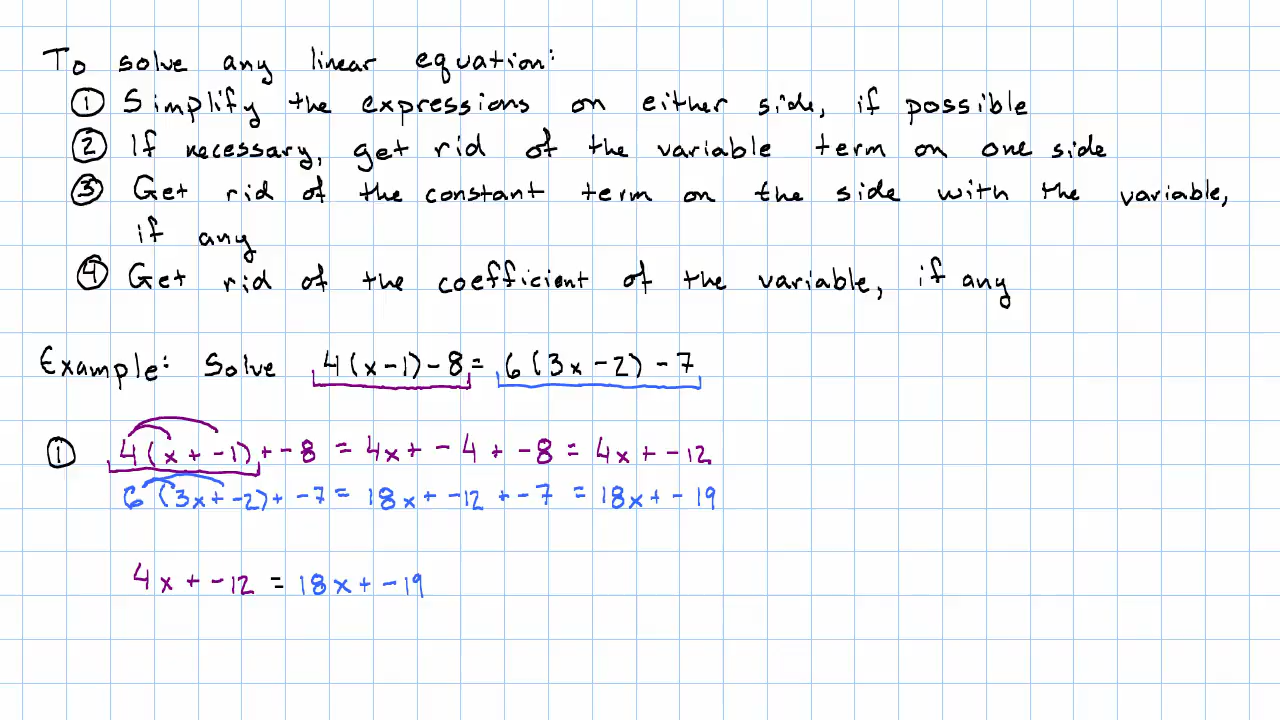 To solve any linear equation:
① Simplify the expressions on either side, if possible
② If necessary, get rid of the variable term on one side
③ Get rid of the constant term on the side with the variable,
if any
④ Get rid of the coefficient of the variable, if any
Example: Solve 4(x-1)-8 = 6(3x-2)-7
① 4(x+-1)+-8 = 4x+-4+-8 = 4x+-12
6(3x+-2)+-7 = 18x+-12+-7 = 18x+-19
4x+-12 = 18x+-19